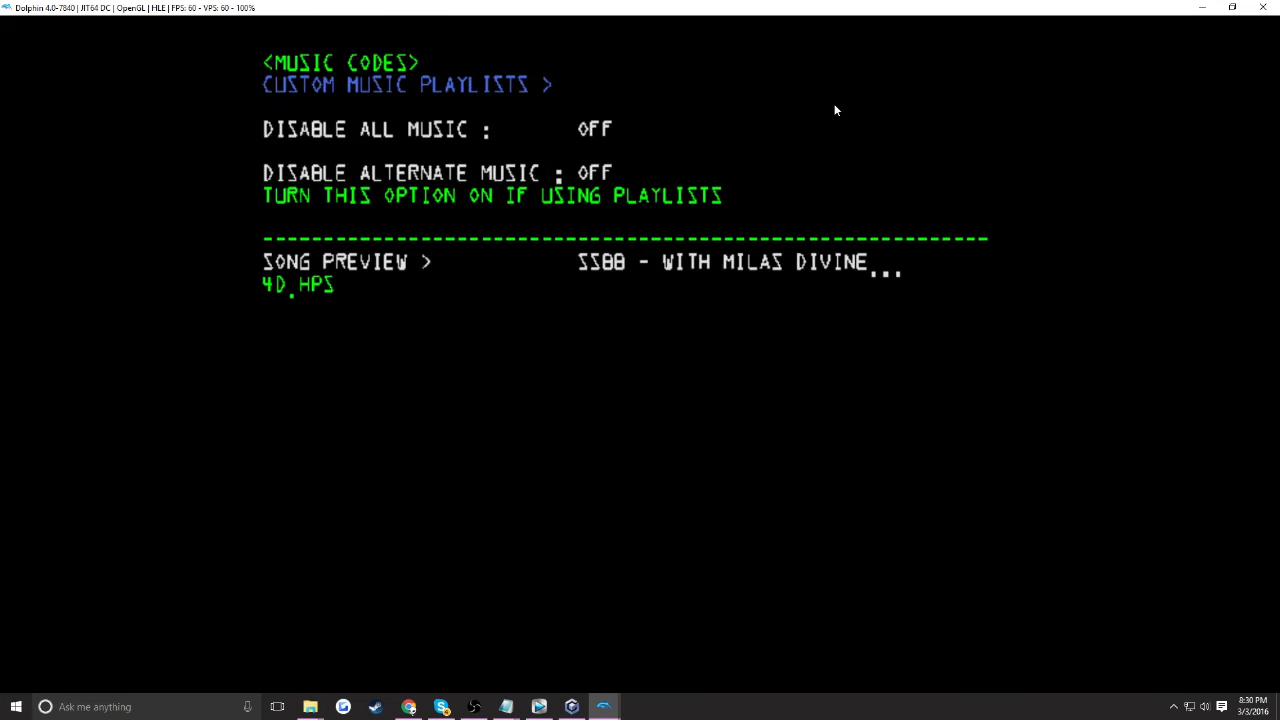 Dolphin 4.0-7840 | JIT64 DC | OpenGL | HLE | FPS: 60 - VPS: 60 - 100%
<MUSIC CODES>
CUSTOM MUSIC PLAYLISTS >
DISABLE ALL MUSIC : OFF
DISABLE ALTERNATE MUSIC : OFF
TURN THIS OPTION ON IF USING PLAYLISTS
------------------------------------------------------------
SONG PREVIEW > SSBB - WITH MILAS DIVINE...
4D.HPS
Ask me anything
8:30 PM
3/3/2016